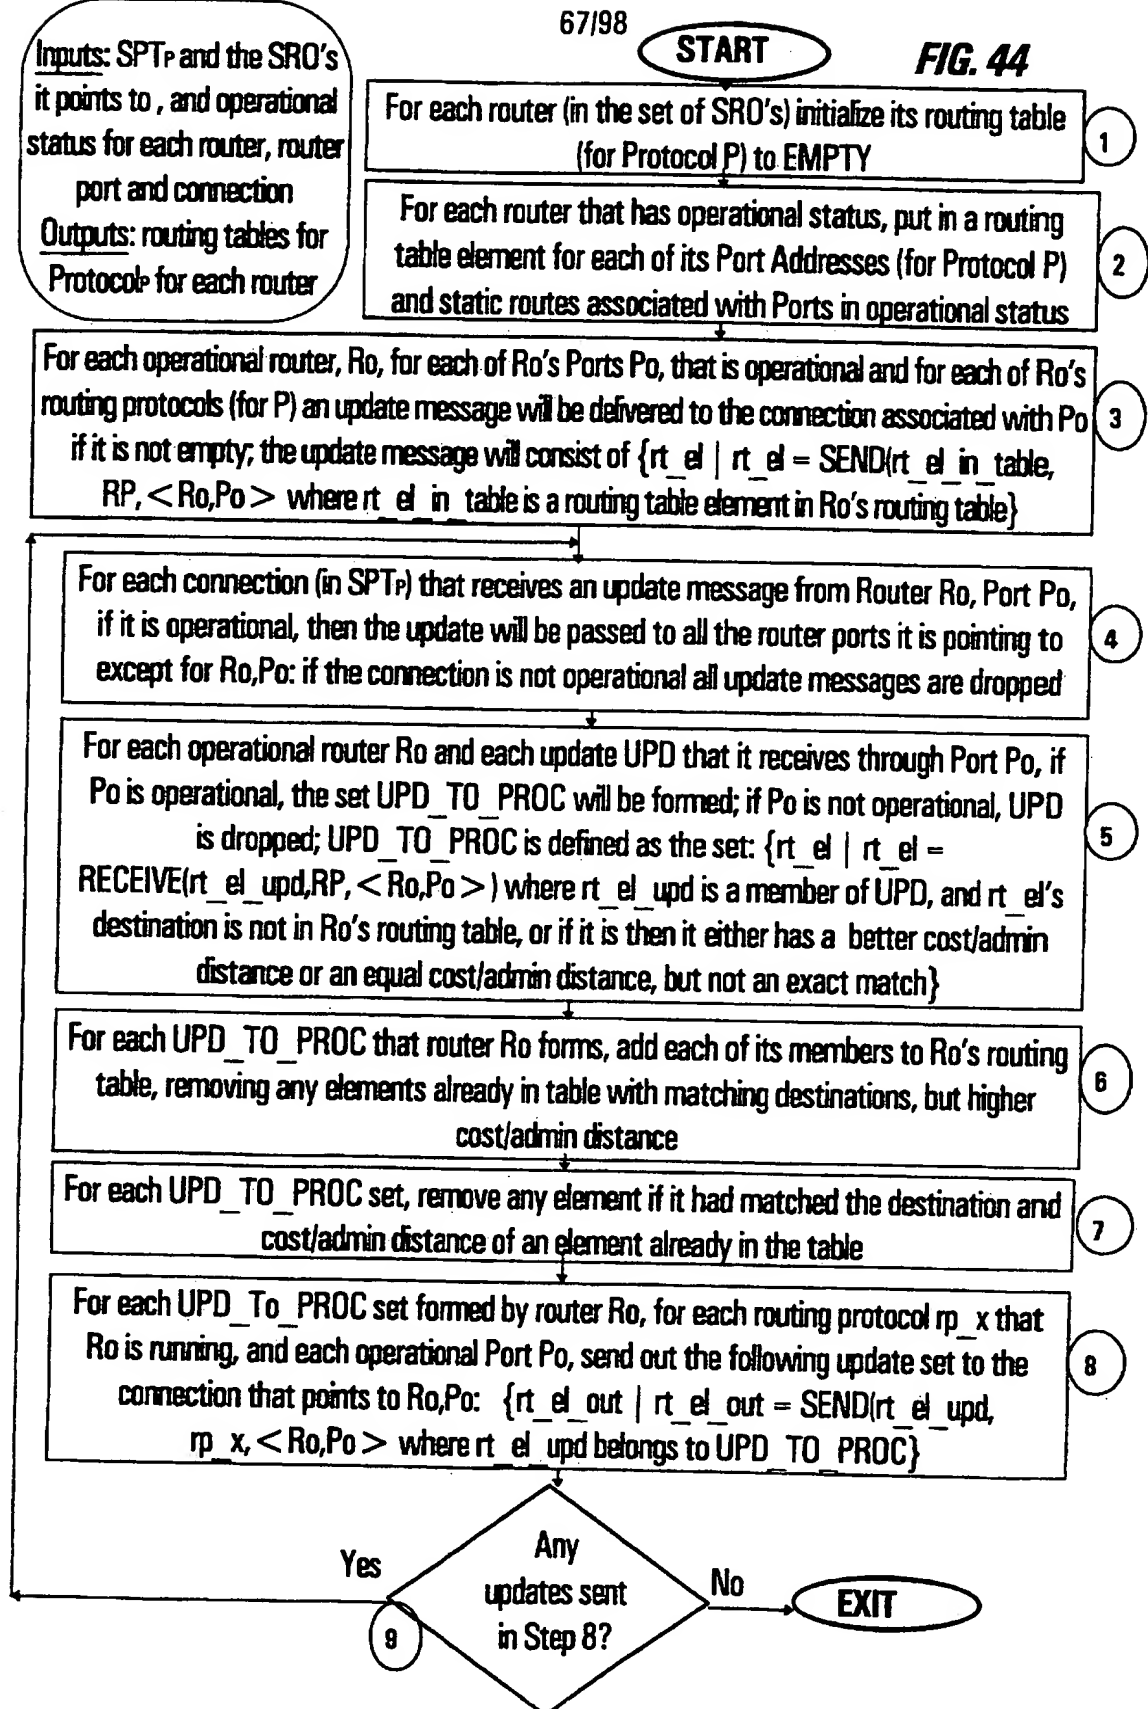 67/98
START
FIG. 44
Inputs: SPTP and the SRO's
it points to , and operational
status for each router, router
port and connection
Outputs: routing tables for
ProtocolP for each router
For each router (in the set of SRO's) initialize its routing table
(for Protocol P) to EMPTY
1
For each router that has operational status, put in a routing
table element for each of its Port Addresses (for Protocol P)
and static routes associated with Ports in operational status
2
For each operational router, Ro, for each of Ro's Ports Po, that is operational and for each of Ro's
routing protocols (for P) an update message will be delivered to the connection associated with Po
if it is not empty; the update message will consist of {rt_el | rt_el = SEND(rt_el_in_table,
RP, <Ro,Po> where rt_el_in_table is a routing table element in Ro's routing table}
3
For each connection (in SPTP) that receives an update message from Router Ro, Port Po,
if it is operational, then the update will be passed to all the router ports it is pointing to
except for Ro,Po: if the connection is not operational all update messages are dropped
4
For each operational router Ro and each update UPD that it receives through Port Po, if
Po is operational, the set UPD_TO_PROC will be formed; if Po is not operational, UPD
is dropped; UPD_TO_PROC is defined as the set: {rt_el | rt_el =
RECEIVE(rt_el_upd,RP, <Ro,Po>) where rt_el_upd is a member of UPD, and rt_el's
destination is not in Ro's routing table, or if it is then it either has a better cost/admin
distance or an equal cost/admin distance, but not an exact match}
5
For each UPD_TO_PROC that router Ro forms, add each of its members to Ro's routing
table, removing any elements already in table with matching destinations, but higher
cost/admin distance
6
For each UPD_TO_PROC set, remove any element if it had matched the destination and
cost/admin distance of an element already in the table
7
For each UPD_To_PROC set formed by router Ro, for each routing protocol rp_x that
Ro is running, and each operational Port Po, send out the following update set to the
connection that points to Ro,Po: {rt_el_out | rt_el_out = SEND(rt_el_upd,
rp_x, <Ro,Po> where rt_el_upd belongs to UPD_TO_PROC}
8
Any
updates sent
in Step 8?
Yes
No
EXIT
9